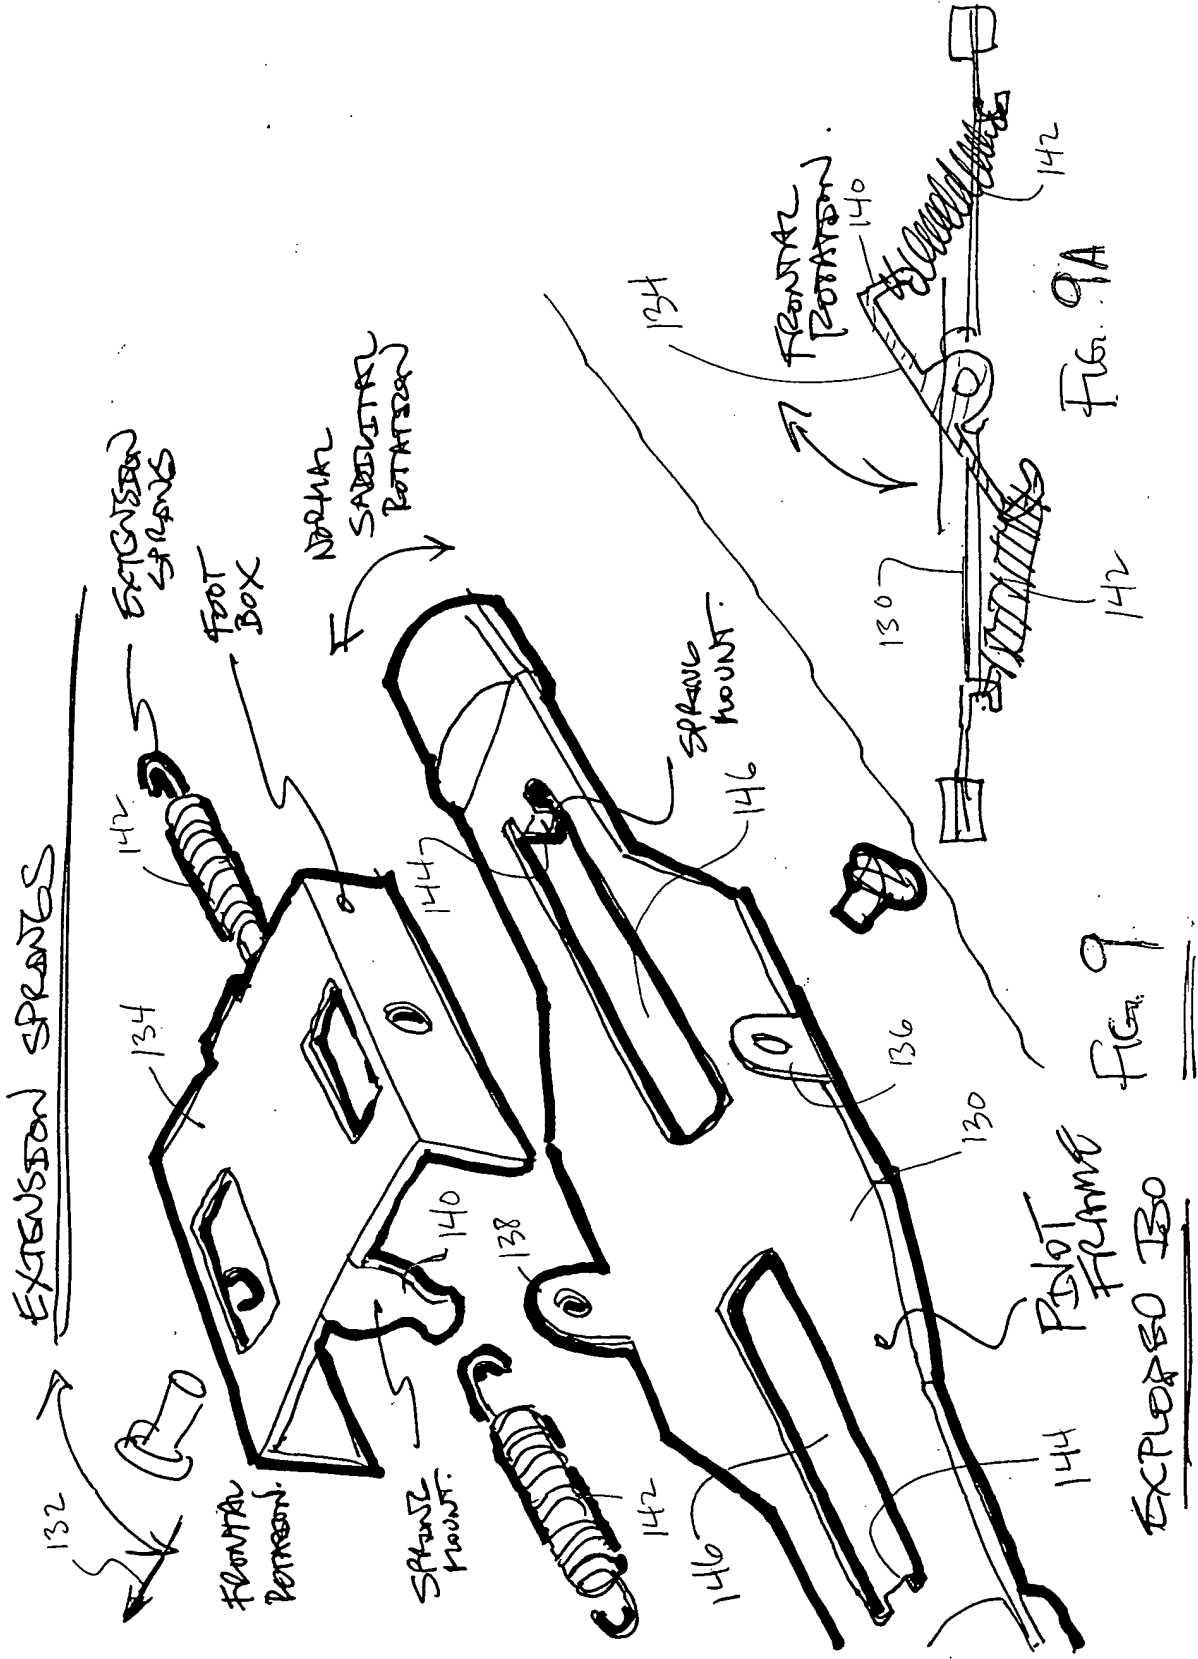 EXTENSION SPRINGS
132
FRONTAL
ROTATION.
134
142
EXTENSION
SPRINGS
FOOT
BOX
NORMAL
SAGGITAL
ROTATION
SPRING
MOUNT.
140
138
142
144
146
SPRING
MOUNT.
136
130
146
144
PIVOT
FRAME
EXPLODED ISO
FIG. 9
134
FRONTAL
ROTATION
140
142
130
142
FIG. 9A